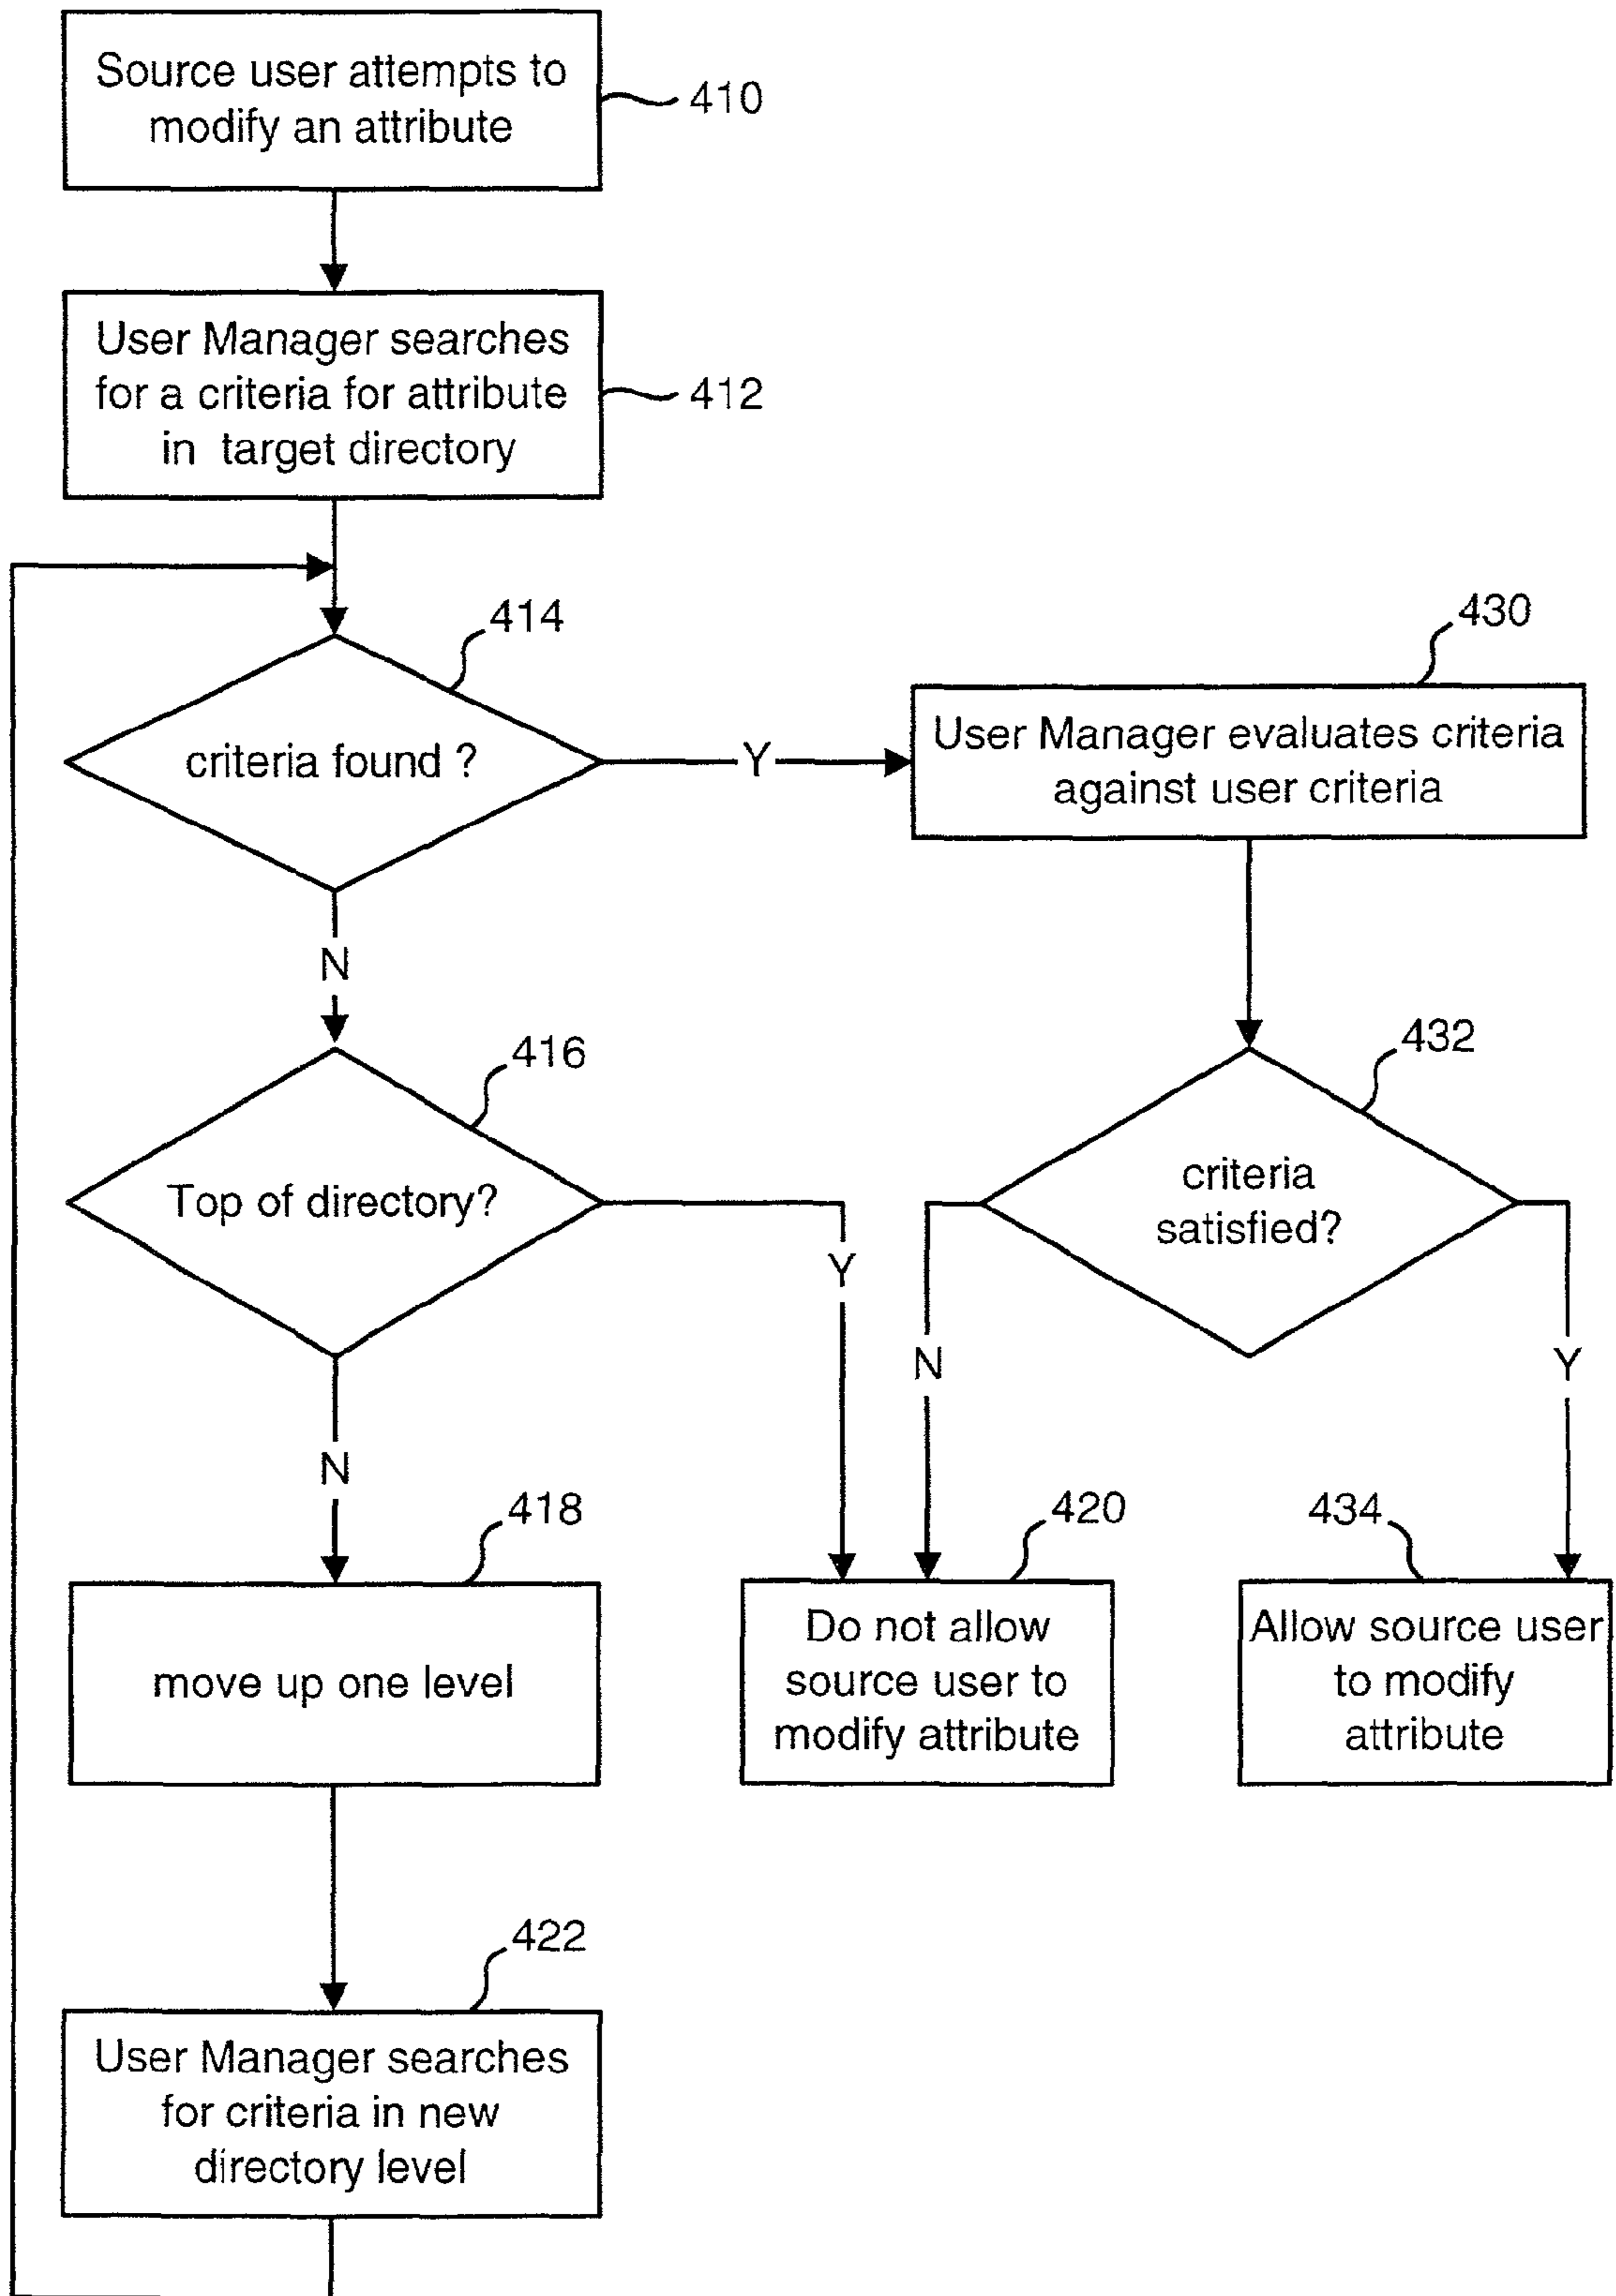 Source user attempts to
modify an attribute
410
User Manager searches
for a criteria for attribute
in target directory
412
414
criteria found ?
Y
430
User Manager evaluates criteria
against user criteria
N
416
Top of directory?
Y
432
criteria
satisfied?
N
Y
N
418
move up one level
420
Do not allow
source user to
modify attribute
434
Allow source user
to modify
attribute
422
User Manager searches
for criteria in new
directory level